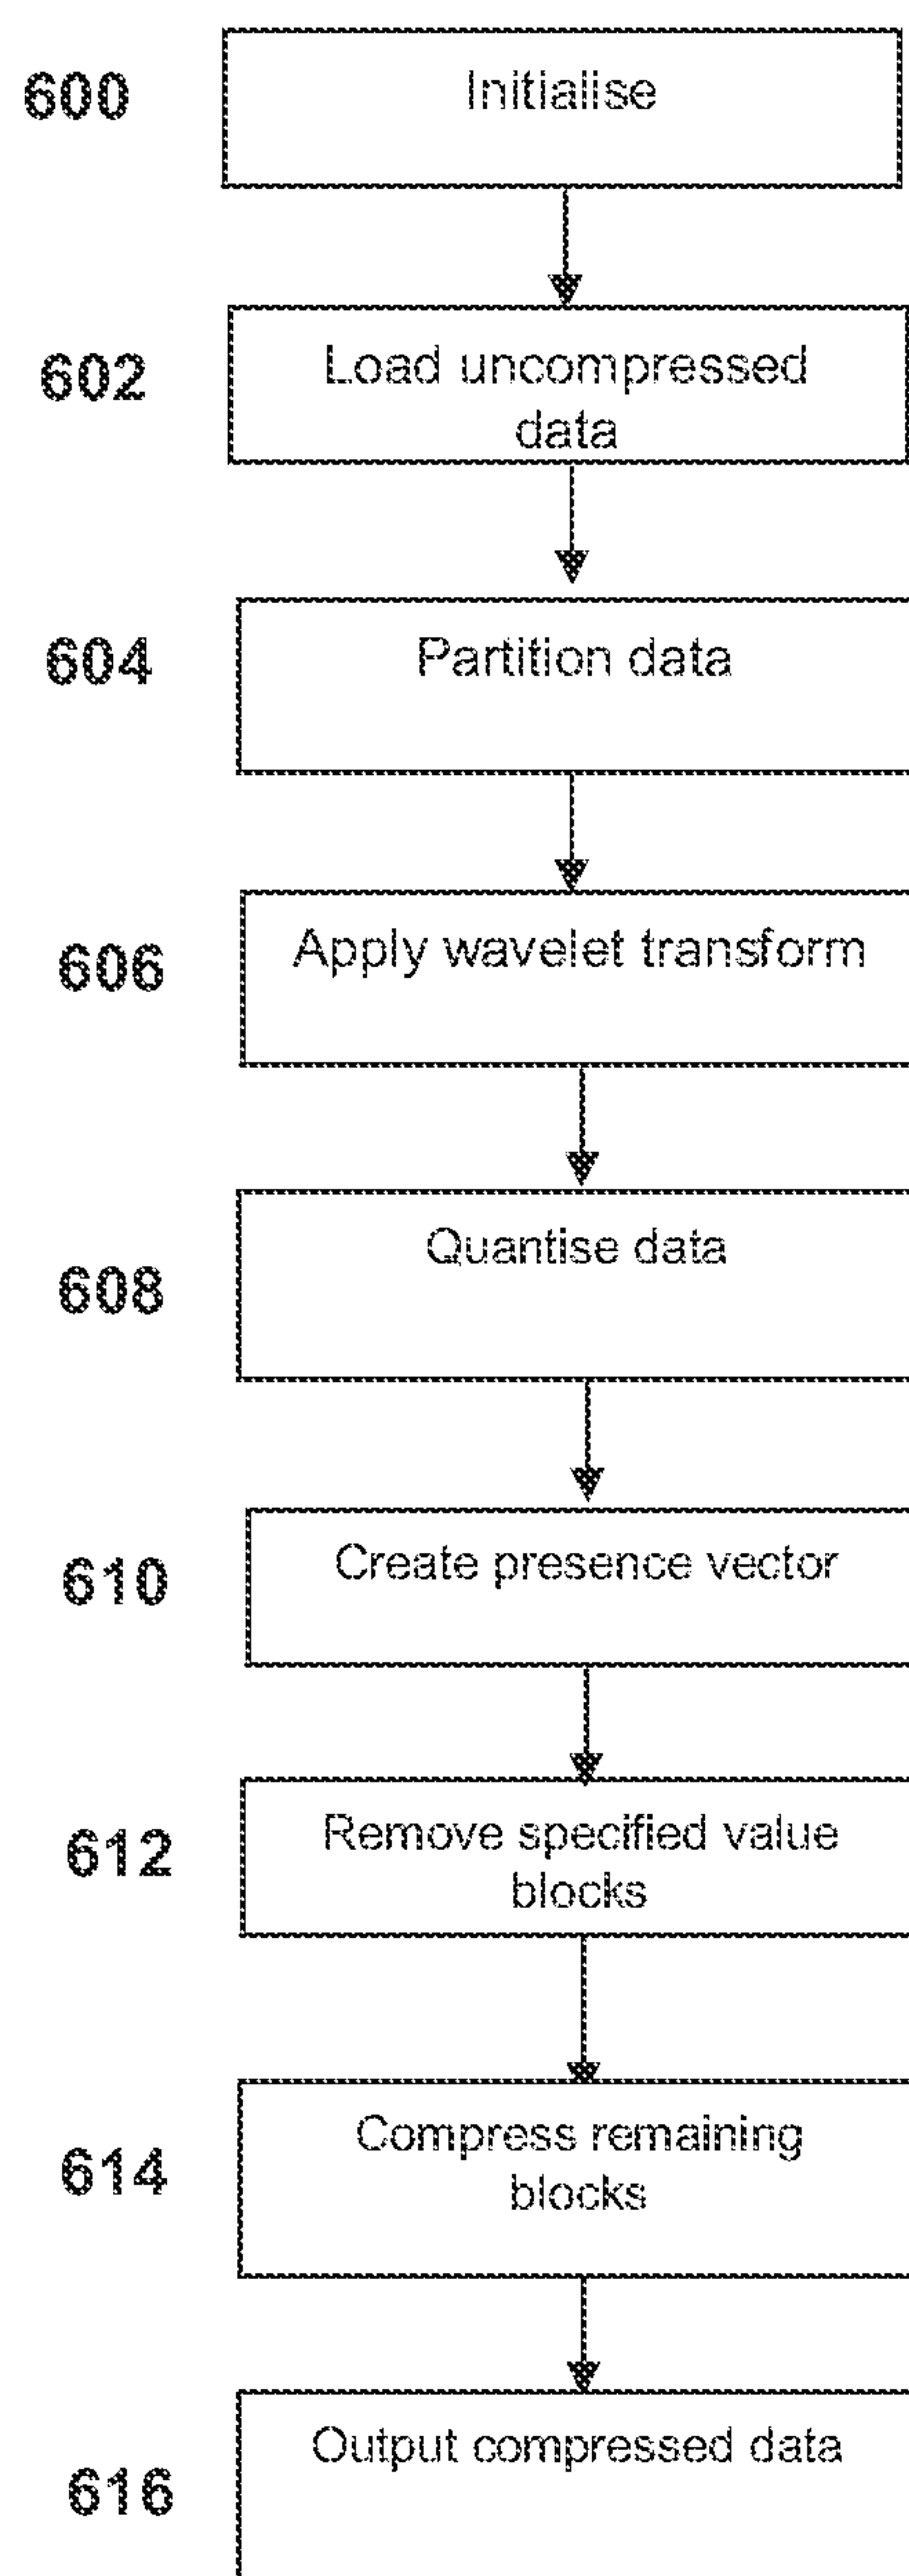 600
Initialise
602
Load uncompressed
data
604
Partition data
606
Apply wavelet transform
608
Quantise data
610
Create presence vector
612
Remove specified value
blocks
614
Compress remaining
blocks
616
Output compressed data